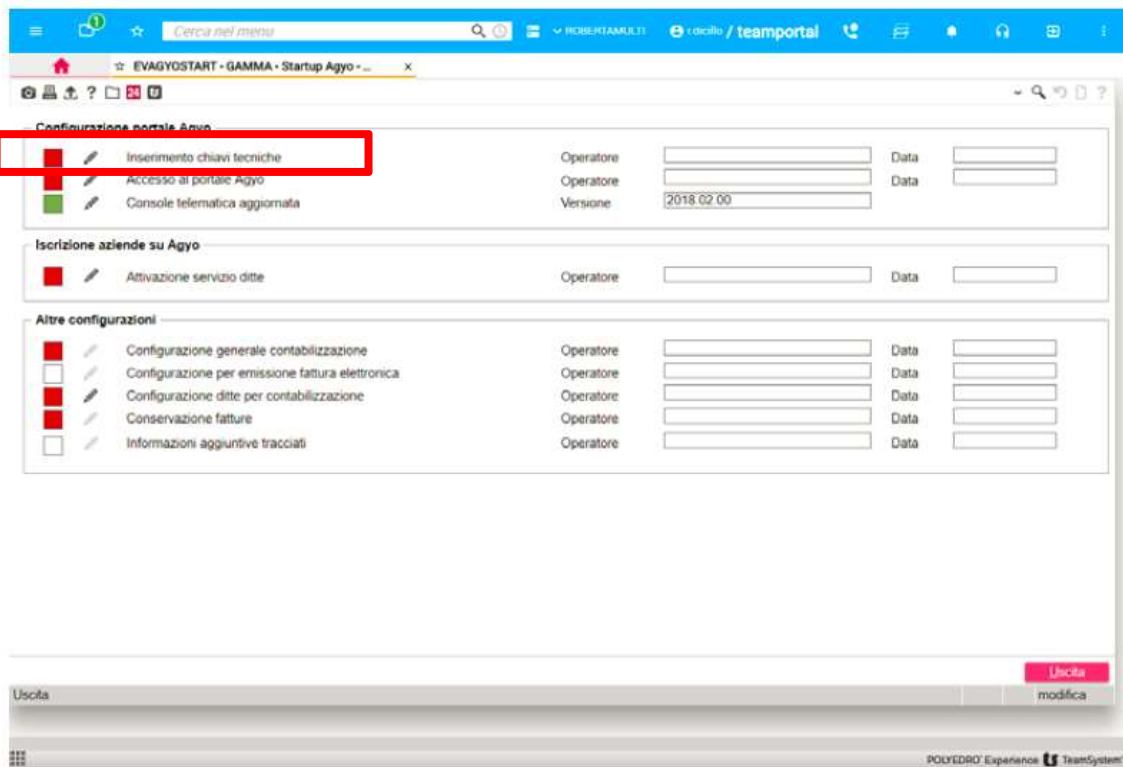 1
Cerca nel menu
ROBERTAMULTI
r.dicillo / teamportal
EVAGYOSTART - GAMMA - Startup Agyo -... x
? 24 ?
Configurazione portale Agyo
Inserimento chiavi tecniche Operatore Data
Accesso al portale Agyo Operatore Data
Console telematica aggiornata Versione 2018.02.00
Iscrizione aziende su Agyo
Attivazione servizio ditte Operatore Data
Altre configurazioni
Configurazione generale contabilizzazione Operatore Data
Configurazione per emissione fattura elettronica Operatore Data
Configurazione ditte per contabilizzazione Operatore Data
Conservazione fatture Operatore Data
Informazioni aggiuntive tracciati Operatore Data
Uscita
Uscita modifica
POLYEDRO® Experience TeamSystem®